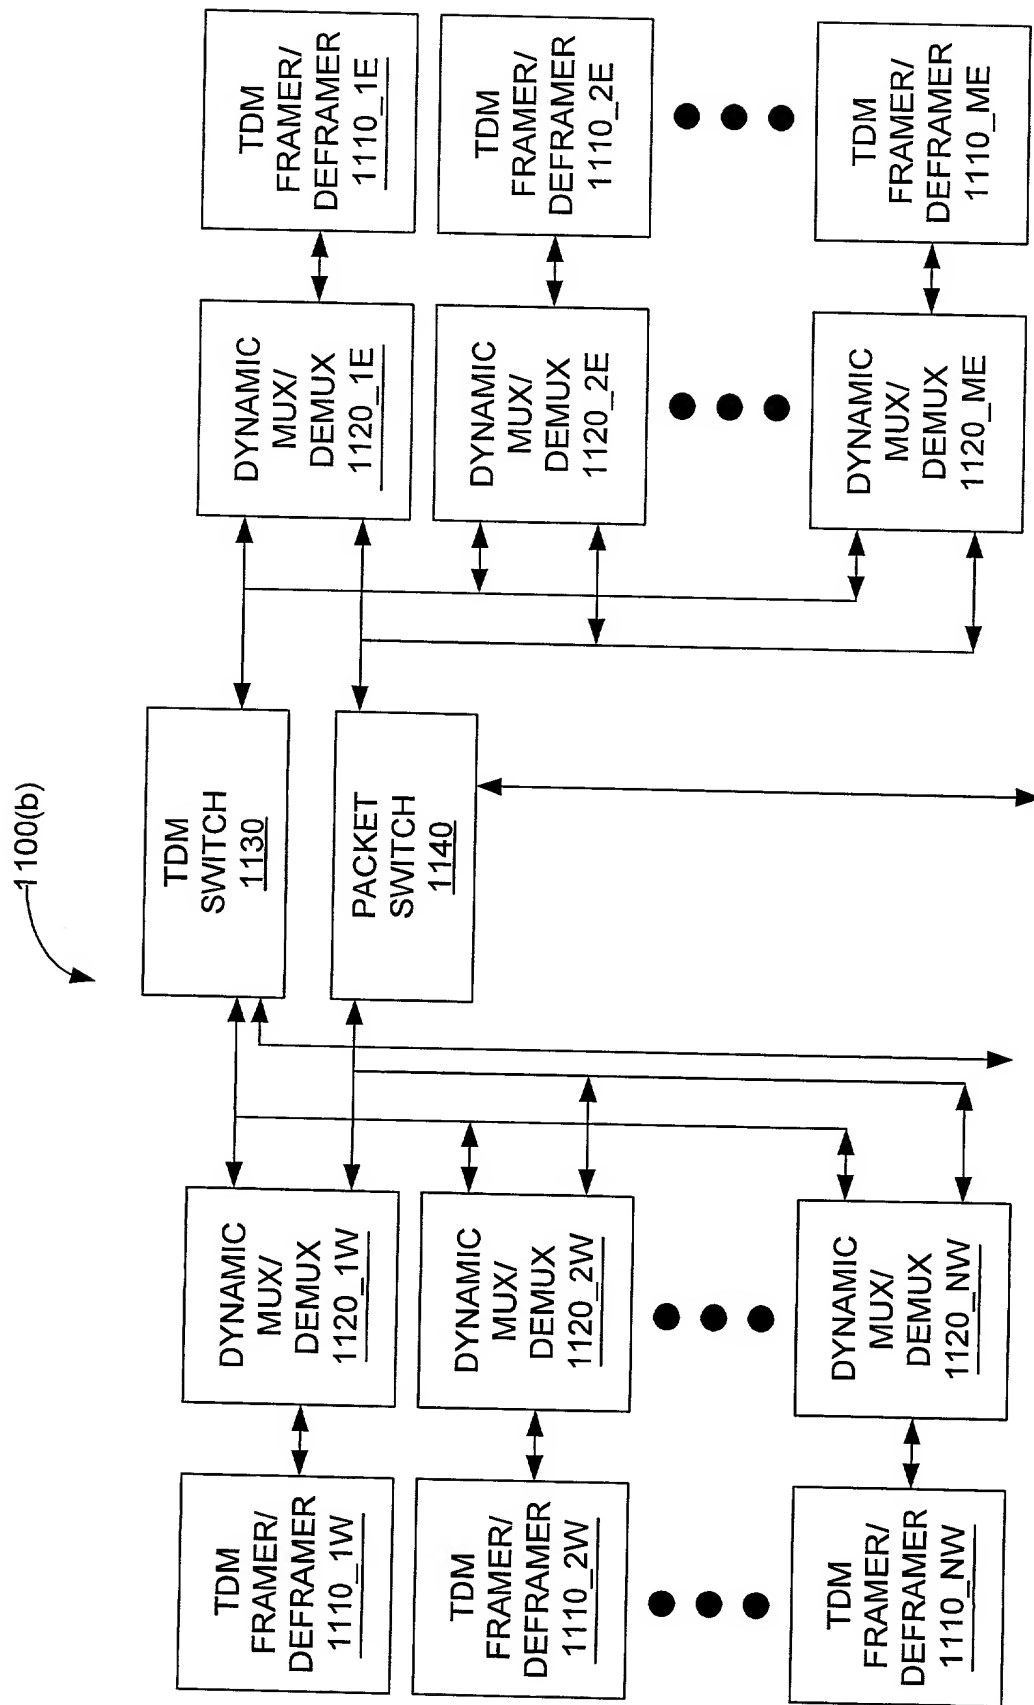 1100(b)
TDM
FRAMER/
DEFRAMER
1110_1W
DYNAMIC
MUX/
DEMUX
1120_1W
TDM
SWITCH
1130
DYNAMIC
MUX/
DEMUX
1120_1E
TDM
FRAMER/
DEFRAMER
1110_1E
PACKET
SWITCH
1140
TDM
FRAMER/
DEFRAMER
1110_2W
DYNAMIC
MUX/
DEMUX
1120_2W
DYNAMIC
MUX/
DEMUX
1120_2E
TDM
FRAMER/
DEFRAMER
1110_2E
TDM
FRAMER/
DEFRAMER
1110_NW
DYNAMIC
MUX/
DEMUX
1120_NW
DYNAMIC
MUX/
DEMUX
1120_ME
TDM
FRAMER/
DEFRAMER
1110_ME